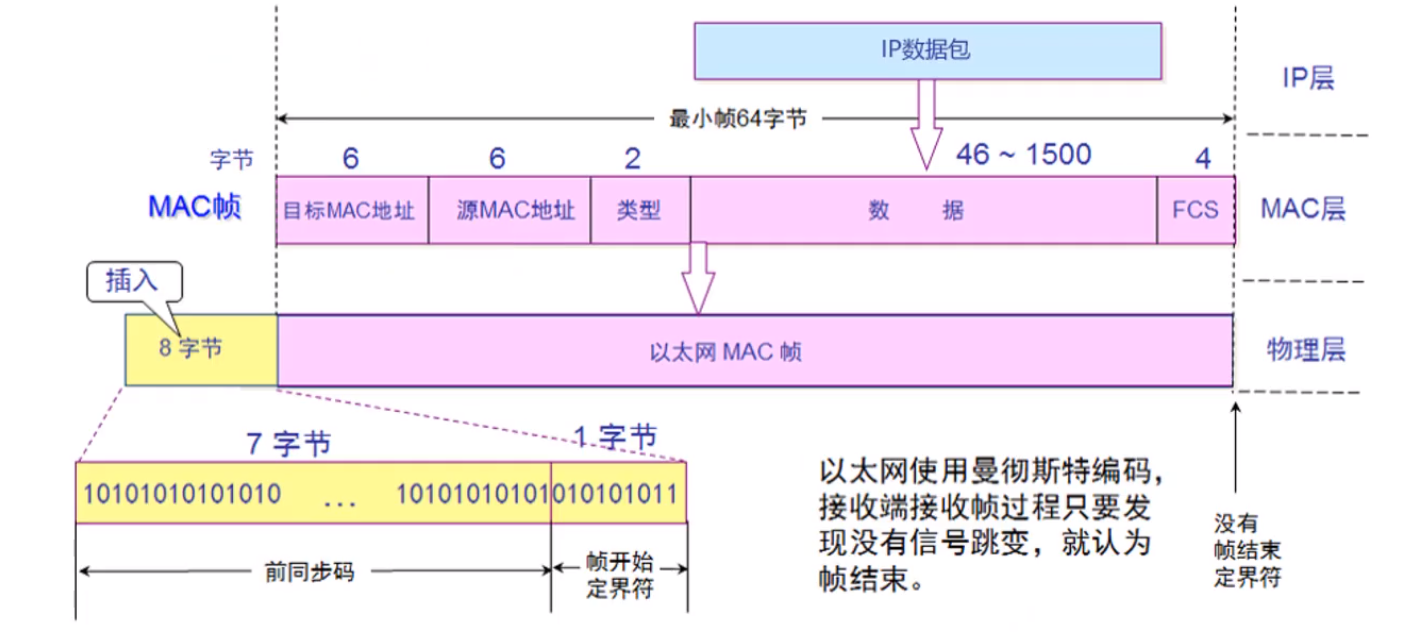 IP数据包
IP层
最小帧64字节
字节 6 6 2 46 ~ 1500 4
MAC帧 目标MAC地址 源MAC地址 类型 数 据 FCS MAC层
插入
8 字节 以太网 MAC 帧 物理层
7 字节 1 字节
10101010101010 ... 10101010101010101011
前同步码 帧开始
定界符
以太网使用曼彻斯特编码，
接收端接收帧过程只要发
现没有信号跳变，就认为
帧结束。
没有
帧结束
定界符